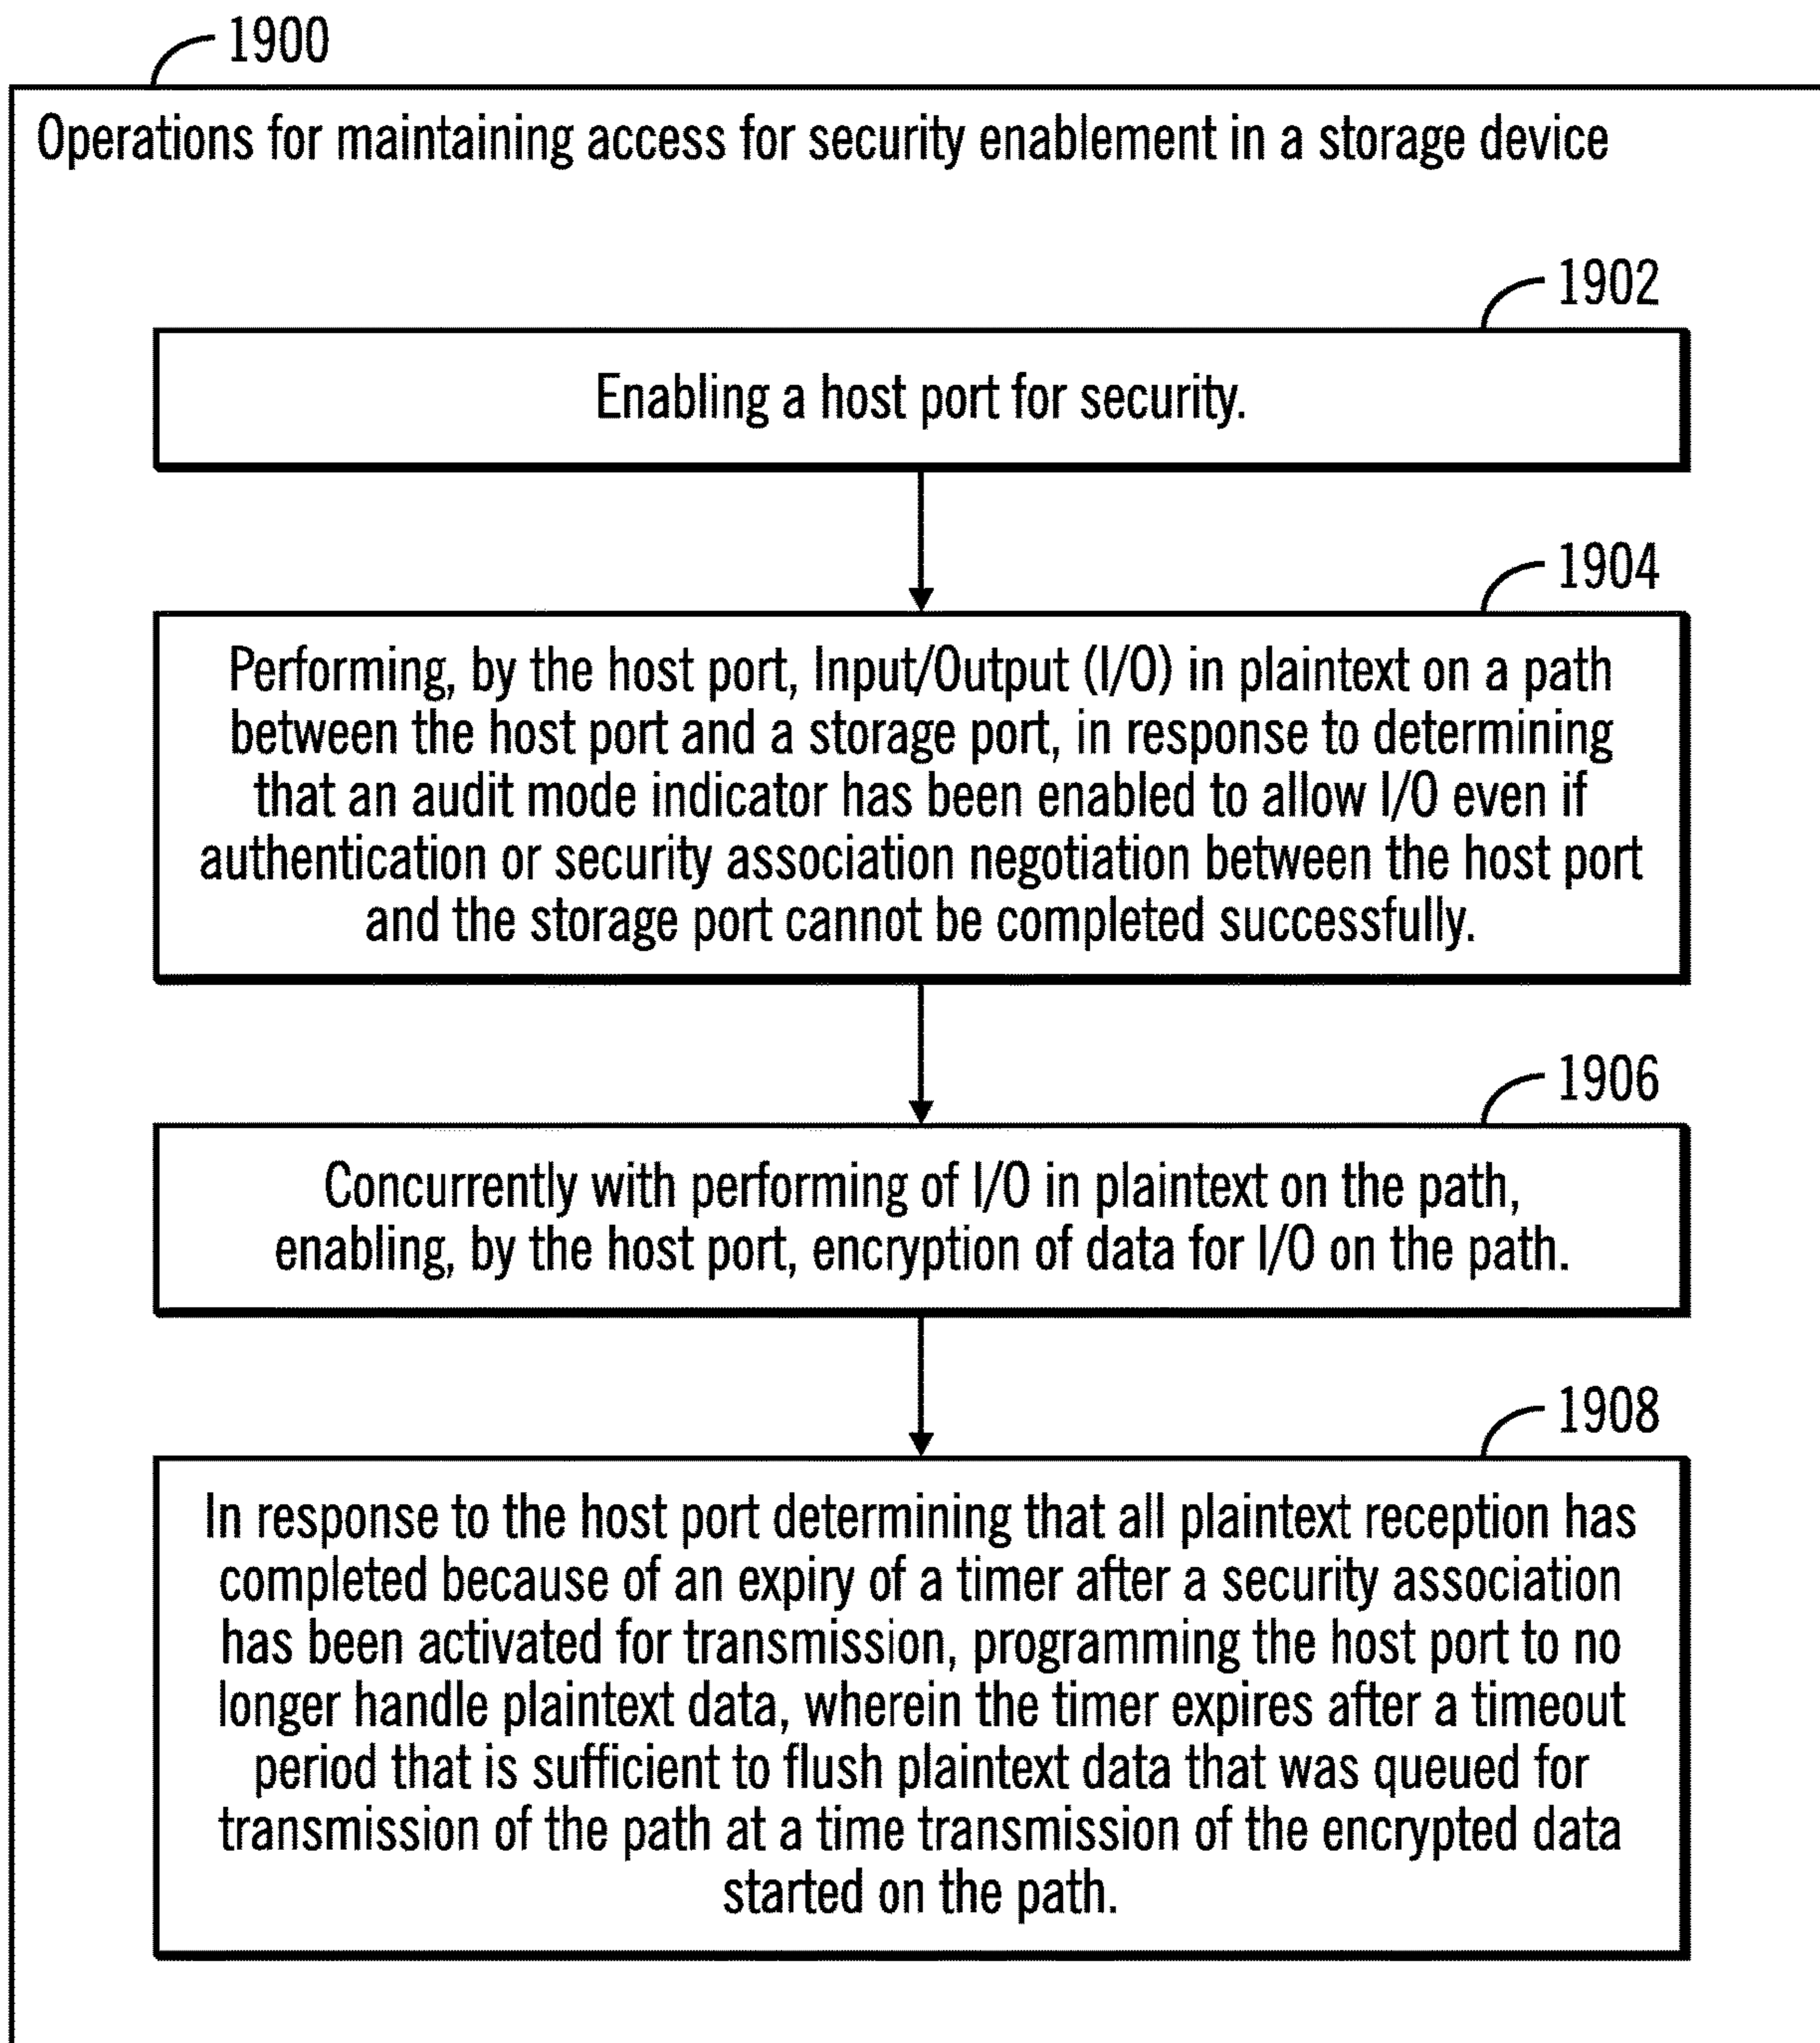 1900
Operations for maintaining access for security enablement in a storage device
1902
Enabling a host port for security.
1904
Performing, by the host port, Input/Output (I/O) in plaintext on a path
between the host port and a storage port, in response to determining
that an audit mode indicator has been enabled to allow I/O even if
authentication or security association negotiation between the host port
and the storage port cannot be completed successfully.
1906
Concurrently with performing of I/O in plaintext on the path,
enabling, by the host port, encryption of data for I/O on the path.
1908
In response to the host port determining that all plaintext reception has
completed because of an expiry of a timer after a security association
has been activated for transmission, programming the host port to no
longer handle plaintext data, wherein the timer expires after a timeout
period that is sufficient to flush plaintext data that was queued for
transmission of the path at a time transmission of the encrypted data
started on the path.